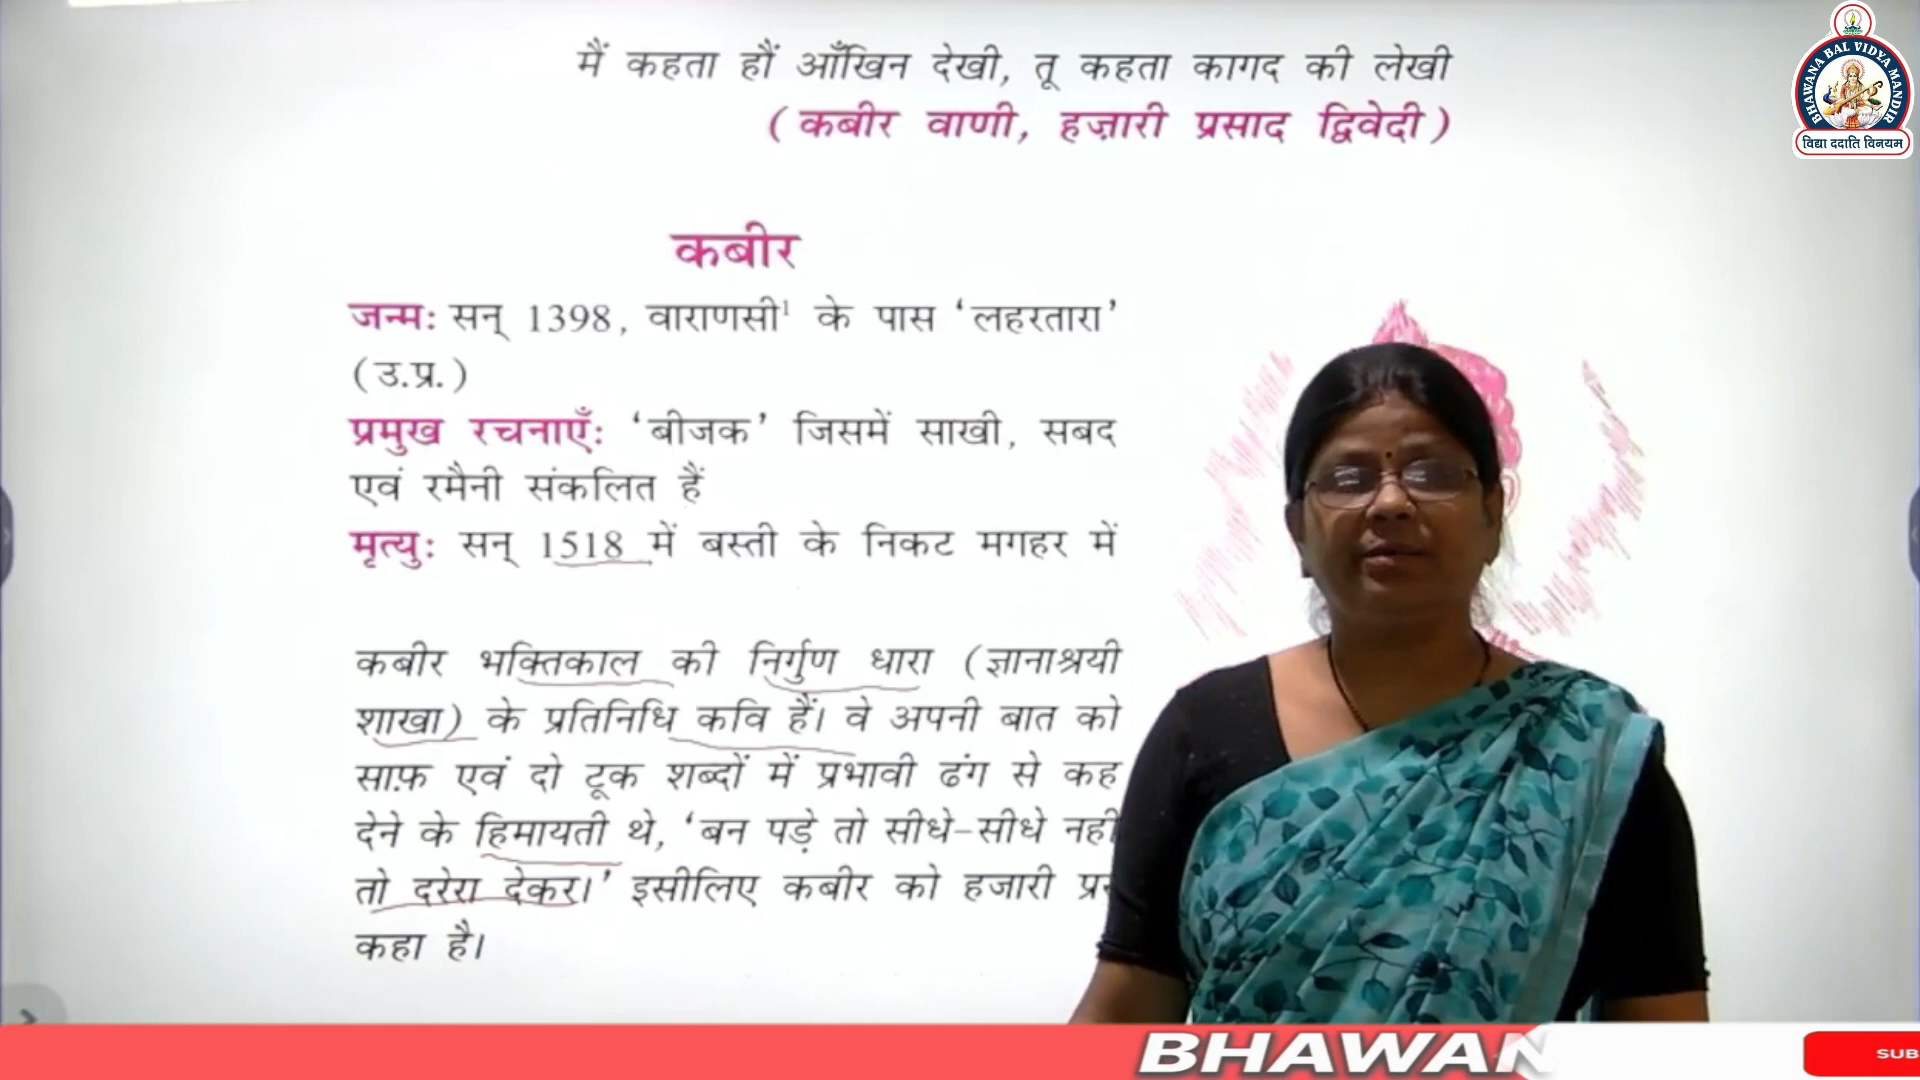 मैं कहता हौं आँखिन देखी, तू कहता कागद की लेखी
(कबीर वाणी, हज़ारी प्रसाद द्विवेदी)
कबीर
जन्म: सन् 1398, वाराणसी¹ के पास ‘लहरतारा’
(उ.प्र.)
प्रमुख रचनाएँ: ‘बीजक’ जिसमें साखी, सबद
एवं रमैनी संकलित हैं
मृत्यु: सन् 1518 में बस्ती के निकट मगहर में
कबीर भक्तिकाल की निर्गुण धारा (ज्ञानाश्रयी
शाखा) के प्रतिनिधि कवि हैं। वे अपनी बात को
साफ़ एवं दो टूक शब्दों में प्रभावी ढंग से कह
देने के हिमायती थे, ‘बन पड़े तो सीधे-सीधे नहीं
तो दरेरा देकर।’ इसीलिए कबीर को हजारी
कहा है।
BHAWANA BAL VIDYA MANDIR
विद्या ददाति विनयम
BHAWAN
SUB